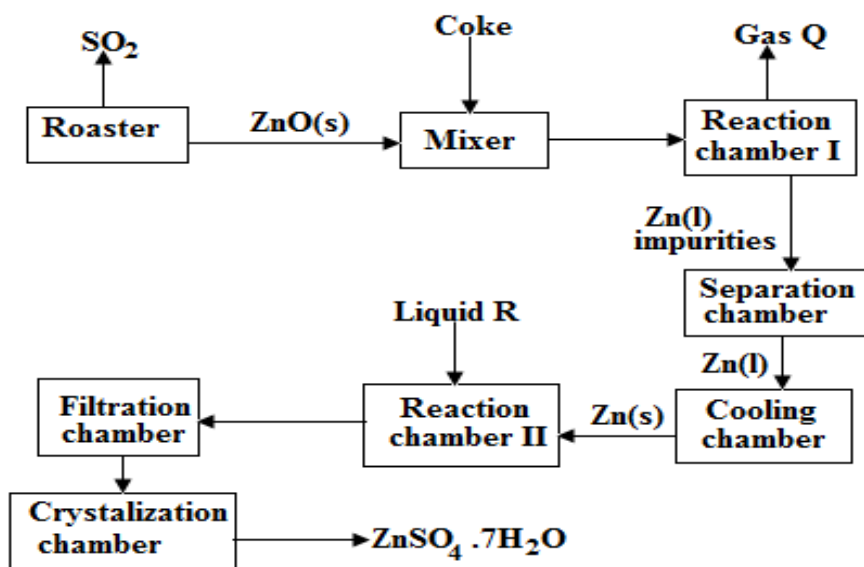 SO2
Coke
Gas Q
Roaster
ZnO(s)
Mixer
Reaction
chamber I
Zn(l)
impurities
Separation
chamber
Liquid R
Zn(l)
Filtration
chamber
Reaction
chamber II
Zn(s)
Cooling
chamber
Crystalization
chamber
ZnSO4 .7H2O